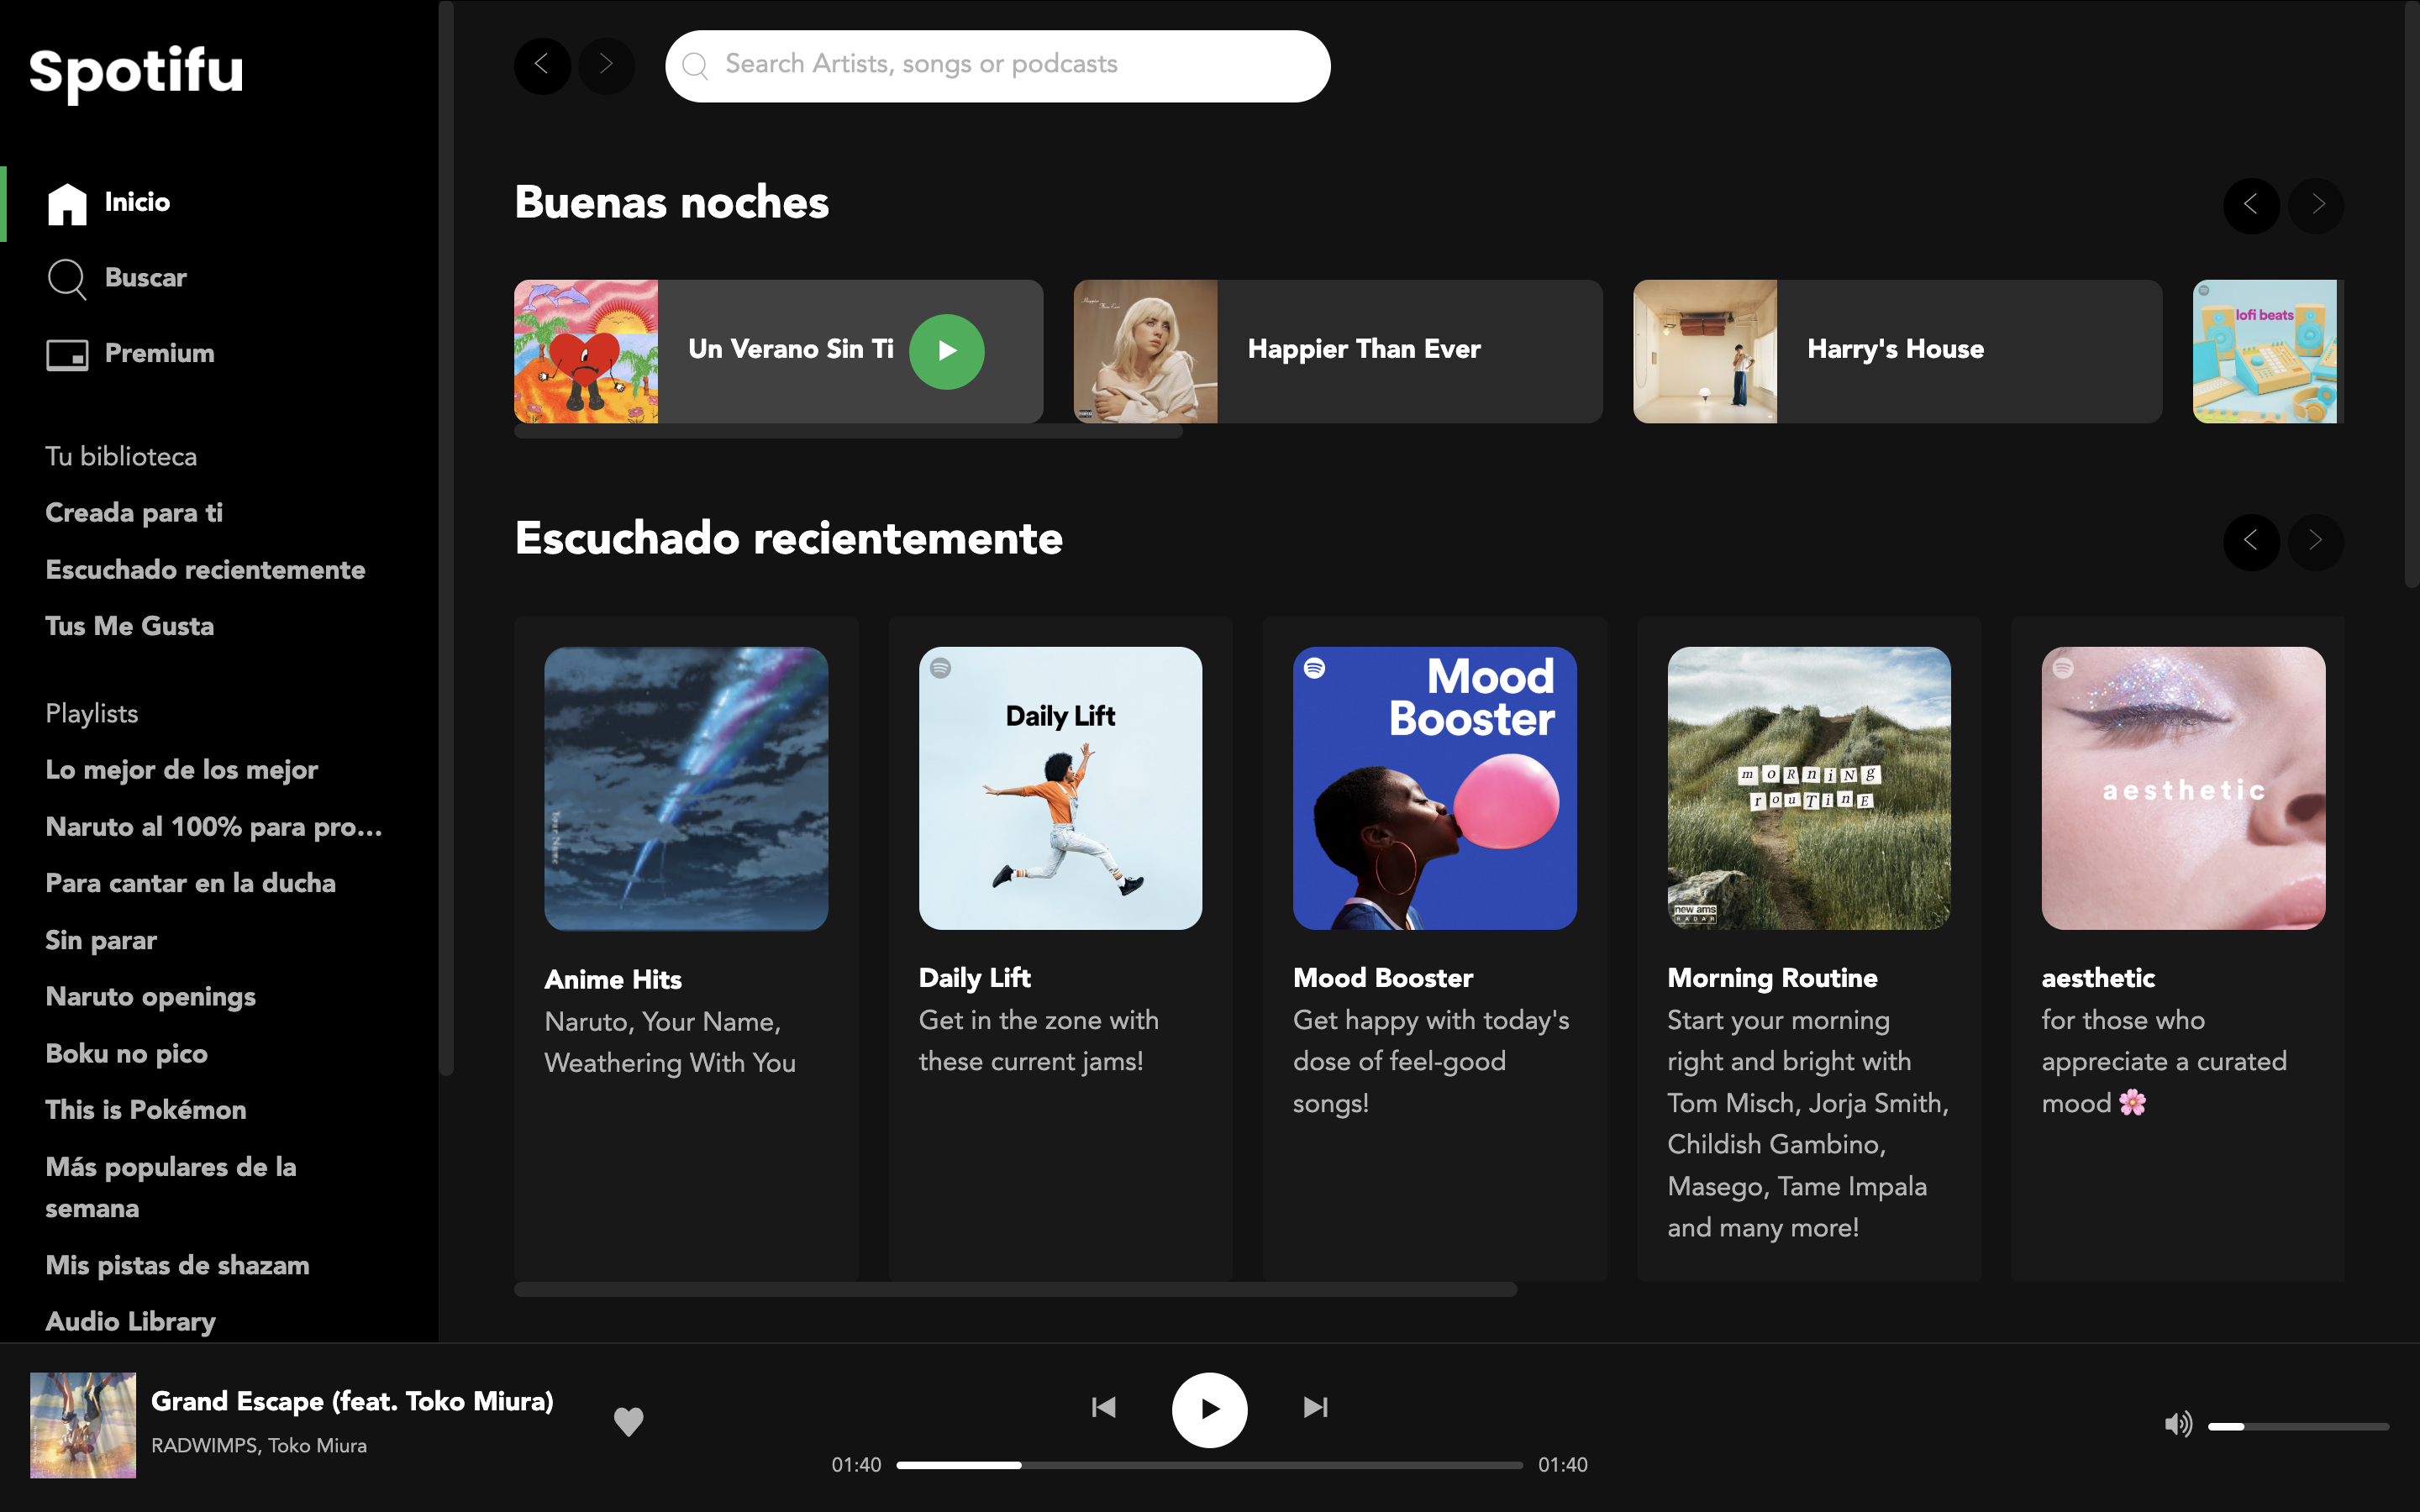 Spotifu
Search Artists, songs or podcasts
Inicio
Buscar
Premium
Tu biblioteca
Creada para ti
Escuchado recientemente
Tus Me Gusta
Playlists
Lo mejor de los mejor
Naruto al 100% para pro...
Para cantar en la ducha
Sin parar
Naruto openings
Boku no pico
This is Pokémon
Más populares de la
semana
Mis pistas de shazam
Audio Library
Buenas noches
Un Verano Sin Ti
Happier Than Ever
Harry's House
lofi beats
Escuchado recientemente
Your Name
Anime Hits
Naruto, Your Name,
Weathering With You
Daily Lift
Daily Lift
Get in the zone with
these current jams!
Mood
Booster
Mood Booster
Get happy with today's
dose of feel-good
songs!
moRniNg
rouTinE
new ams
RADAR
Morning Routine
Start your morning
right and bright with
Tom Misch, Jorja Smith,
Childish Gambino,
Masego, Tame Impala
and many more!
aesthetic
aesthetic
for those who
appreciate a curated
mood 🌸
Grand Escape (feat. Toko Miura)
RADWIMPS, Toko Miura
01:40
01:40